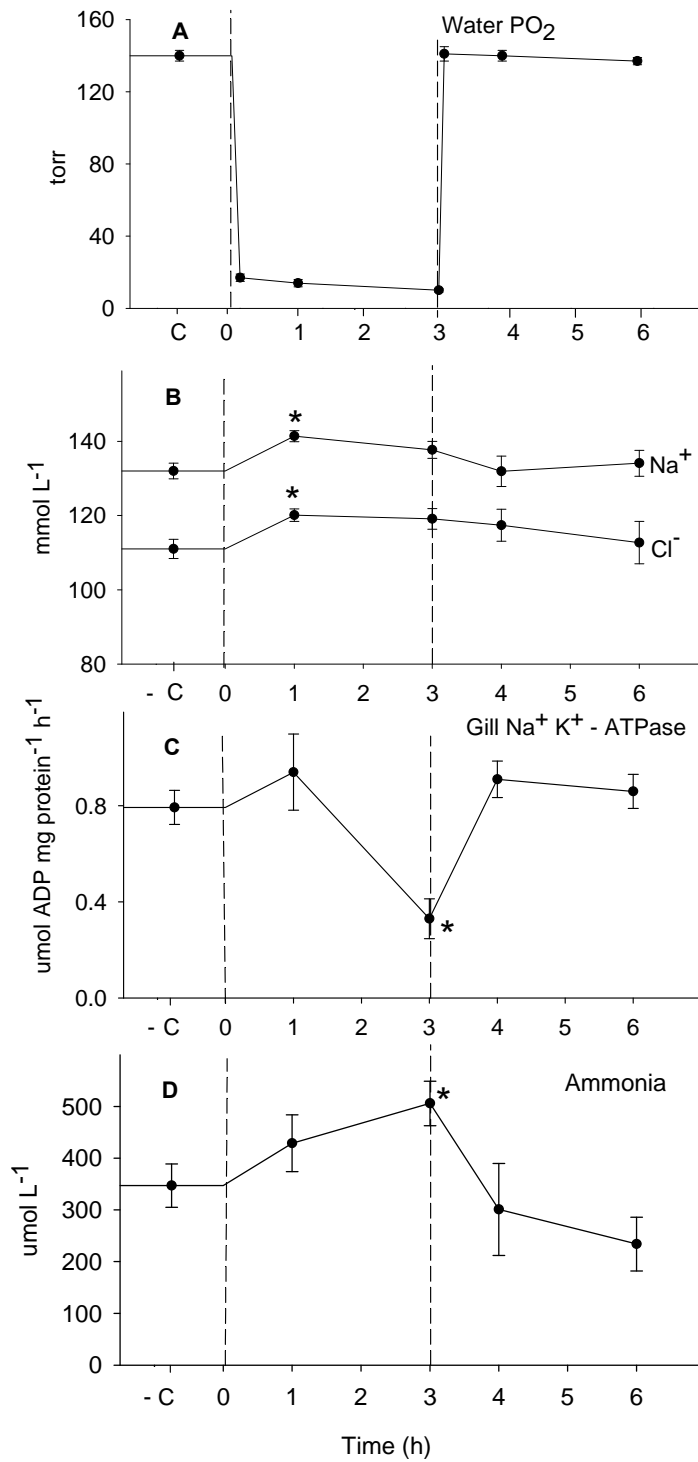 160
A
Water PO2
120
80
40
0
torr
C 0 1 2 3 4 5 6
B
140
120
100
80
mmol L-1
*
*
Na+
Cl-
- C 0 1 2 3 4 5 6
C
Gill Na+ K+ - ATPase
0.8
0.4
0.0
umol ADP mg protein-1 h-1
*
- C 0 1 2 3 4 5 6
D
*
Ammonia
500
400
300
200
100
0
umol L-1
- C 0 1 2 3 4 5 6
Time (h)